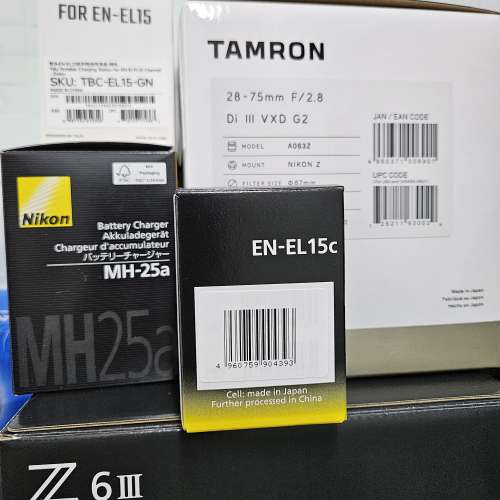 FOR EN-EL15
SKU: TBC-EL15-GN
TAMRON
28-75mm F/2.8
Di III VXD G2
MODEL A063Z
MOUNT NIKON Z
FILTER SIZE Φ67mm
JAN / EAN CODE
UPC CODE
Made in Japan
Nikon
Battery Charger
Akkuladegerät
Chargeur d'accumulateur
バッテリーチャージャー
MH-25a
MH25a
EN-EL15c
4 960759 904393
Cell: made in Japan
Further processed in China
Z 6III